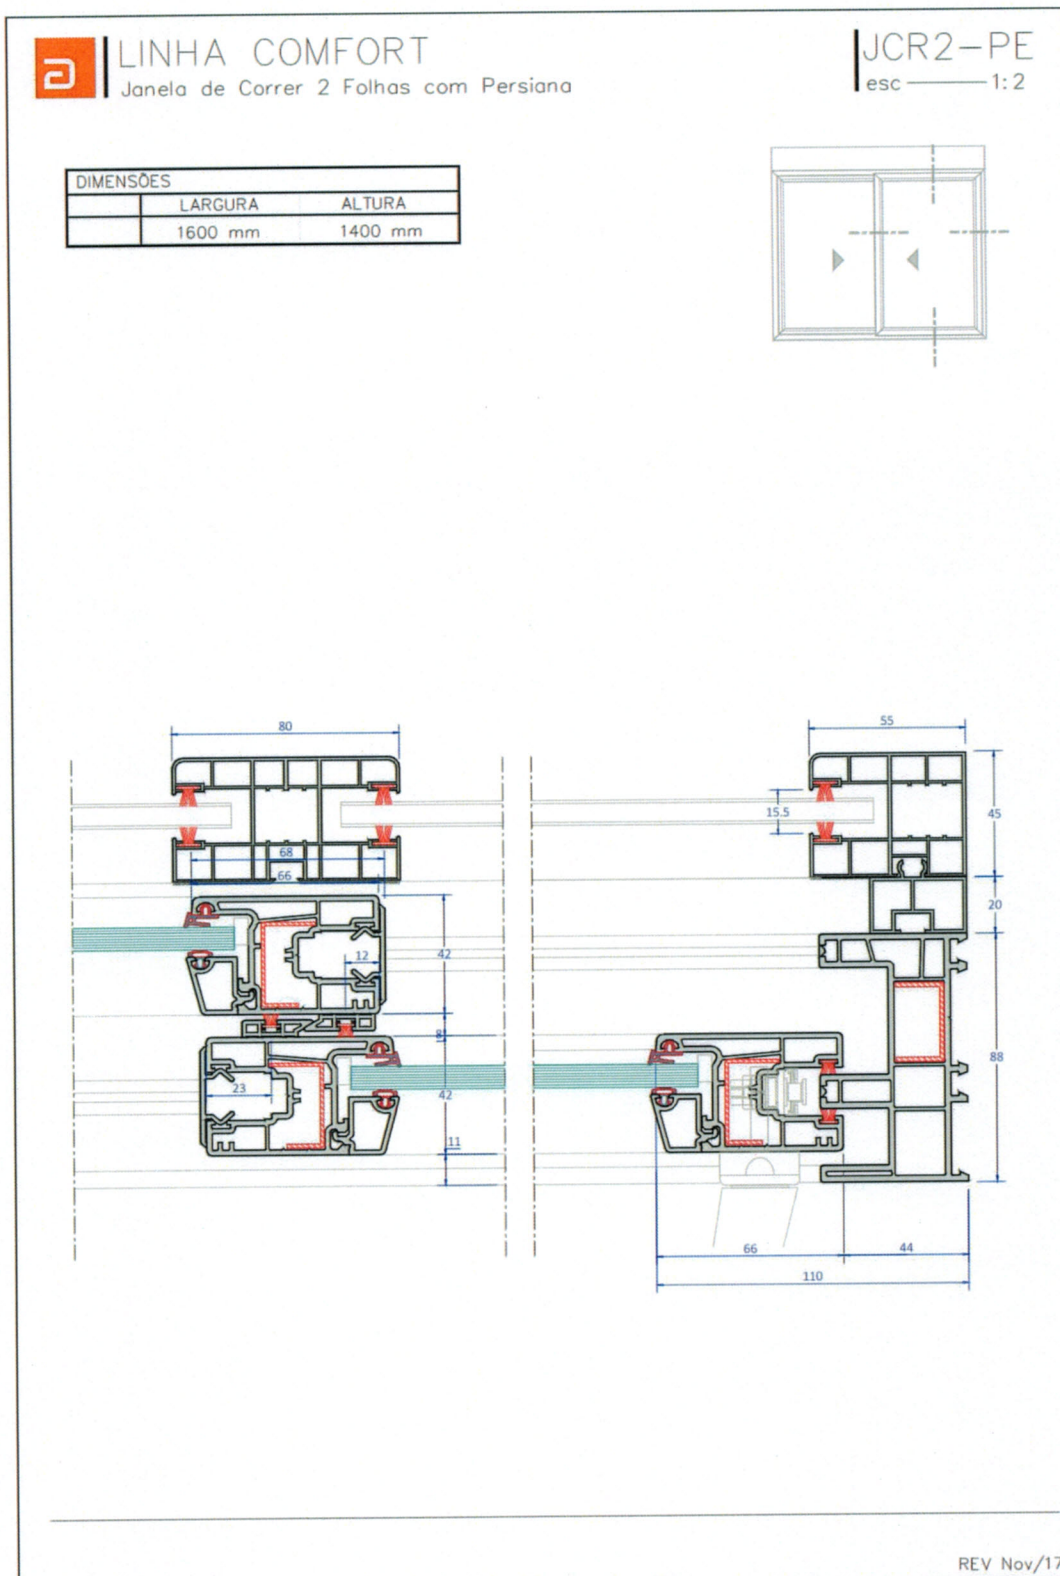 LINHA COMFORT
Janela de Correr 2 Folhas com Persiana
JCR2-PE
esc 1:2
DIMENSÕES
LARGURA ALTURA
1600 mm 1400 mm
80
55
15.5
45
68
66
20
12
42
88
23
42
11
66
44
110
REV Nov/17